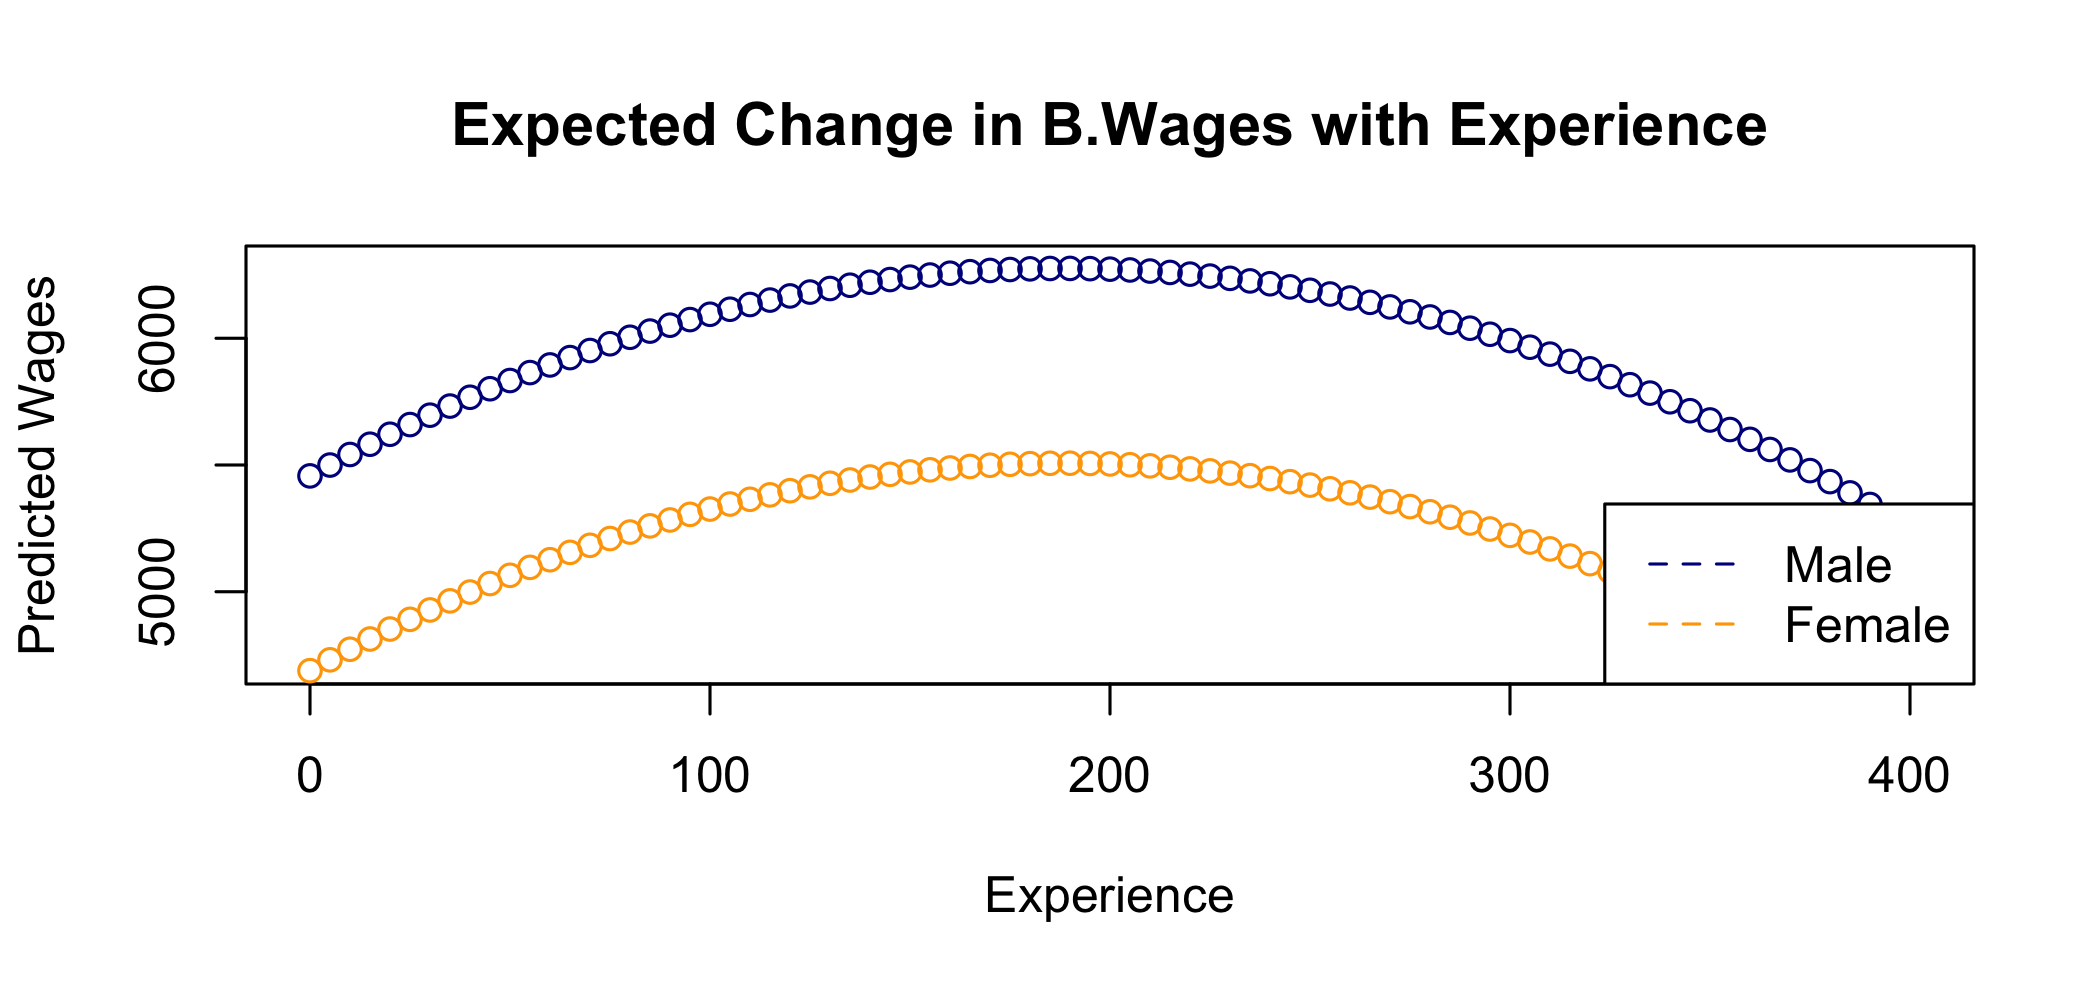 Expected Change in B.Wages with Experience
Predicted Wages
6000
5000
Male
Female
0 100 200 300 400
Experience